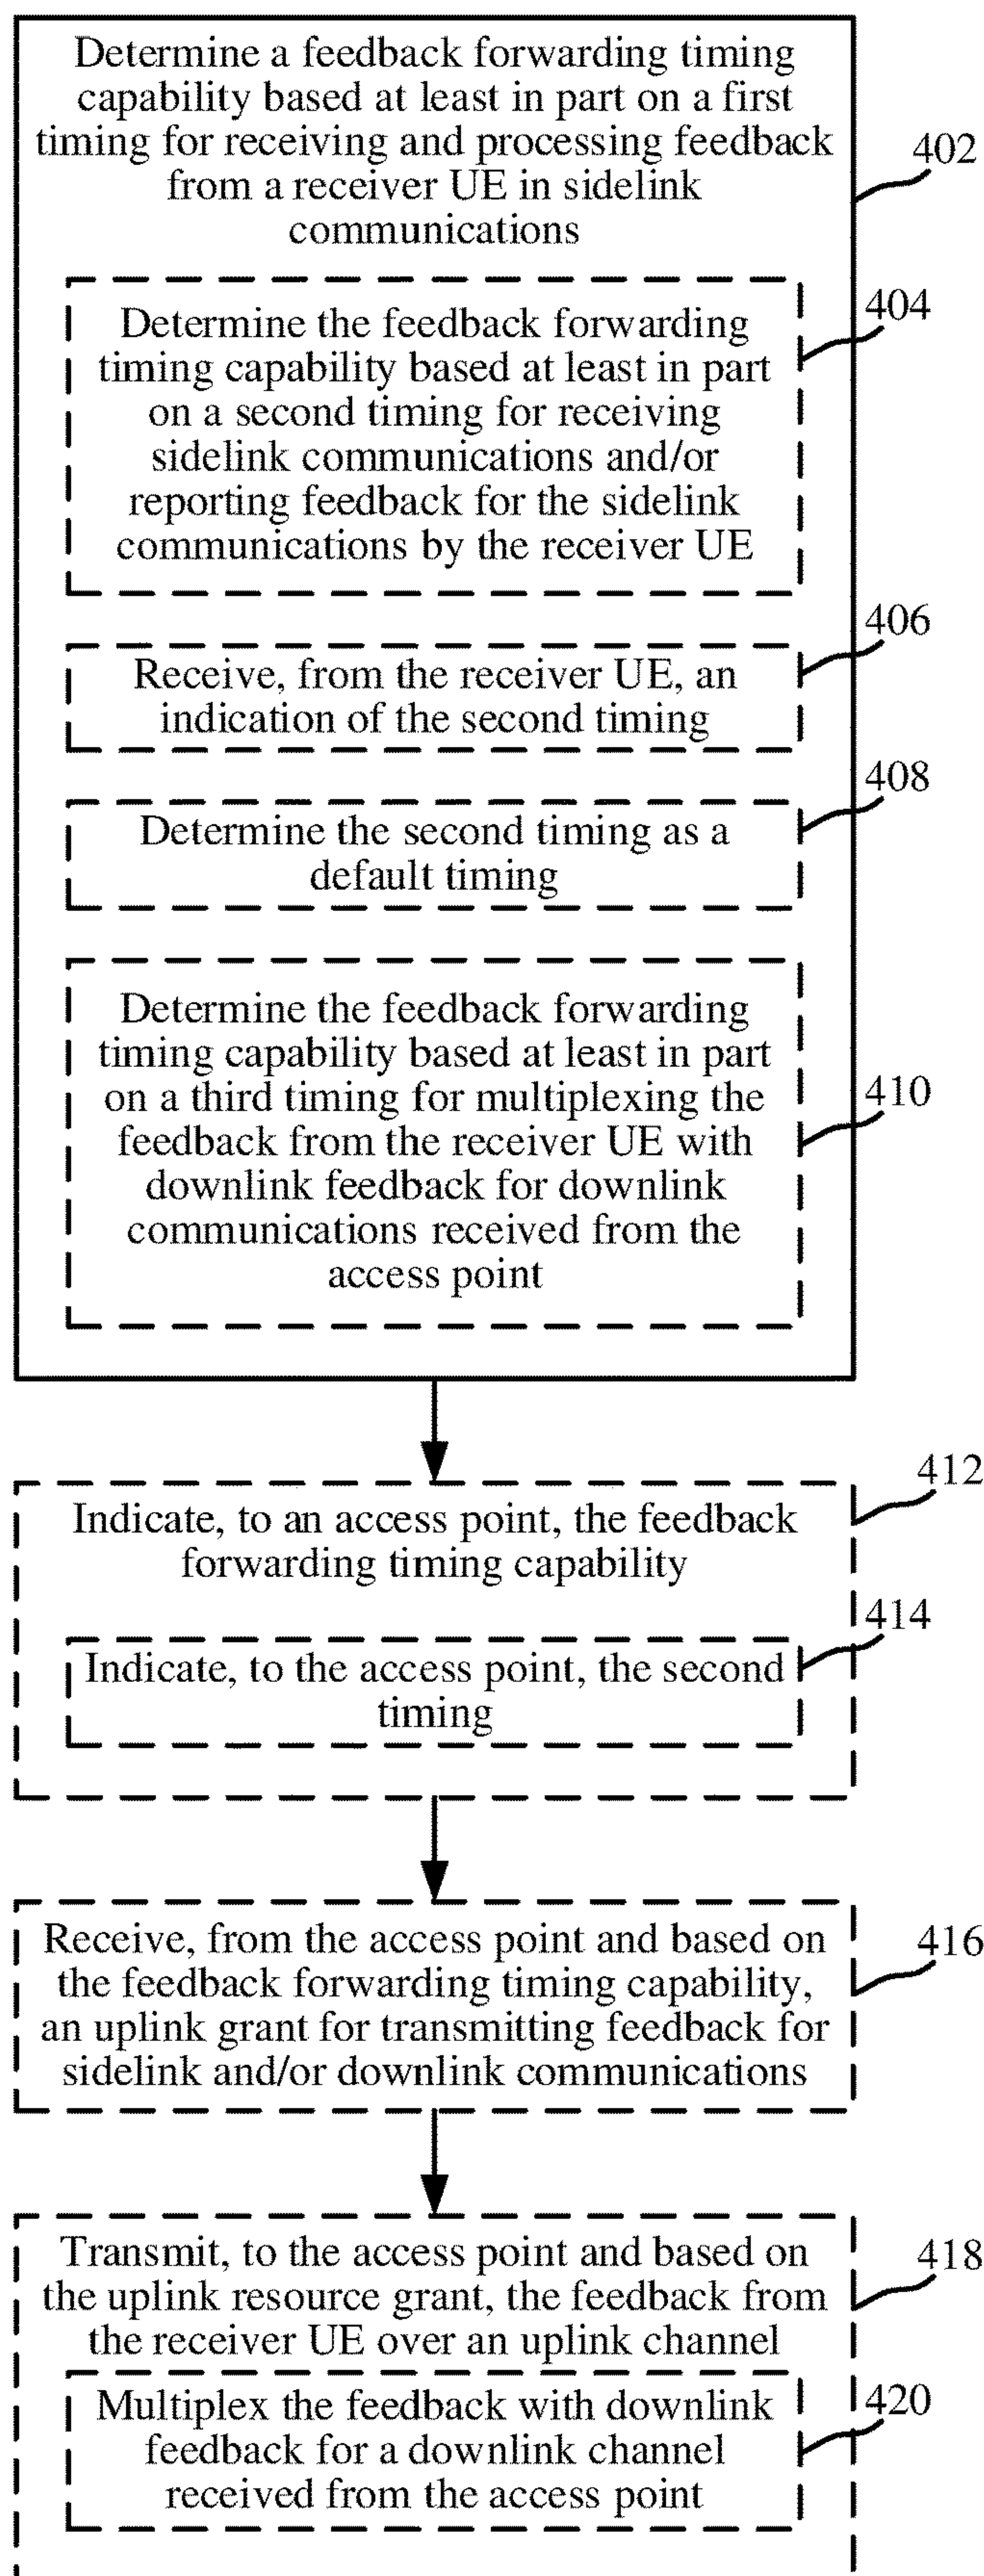 Determine a feedback forwarding timing
capability based at least in part on a first
timing for receiving and processing feedback
from a receiver UE in sidelink
communications
402
Determine the feedback forwarding
timing capability based at least in part
on a second timing for receiving
sidelink communications and/or
reporting feedback for the sidelink
communications by the receiver UE
404
Receive, from the receiver UE, an
indication of the second timing
406
Determine the second timing as a
default timing
408
Determine the feedback forwarding
timing capability based at least in part
on a third timing for multiplexing the
feedback from the receiver UE with
downlink feedback for downlink
communications received from the
access point
410
Indicate, to an access point, the feedback
forwarding timing capability
412
Indicate, to the access point, the second
timing
414
Receive, from the access point and based on
the feedback forwarding timing capability,
an uplink grant for transmitting feedback for
sidelink and/or downlink communications
416
Transmit, to the access point and based on
the uplink resource grant, the feedback from
the receiver UE over an uplink channel
418
Multiplex the feedback with downlink
feedback for a downlink channel
received from the access point
420